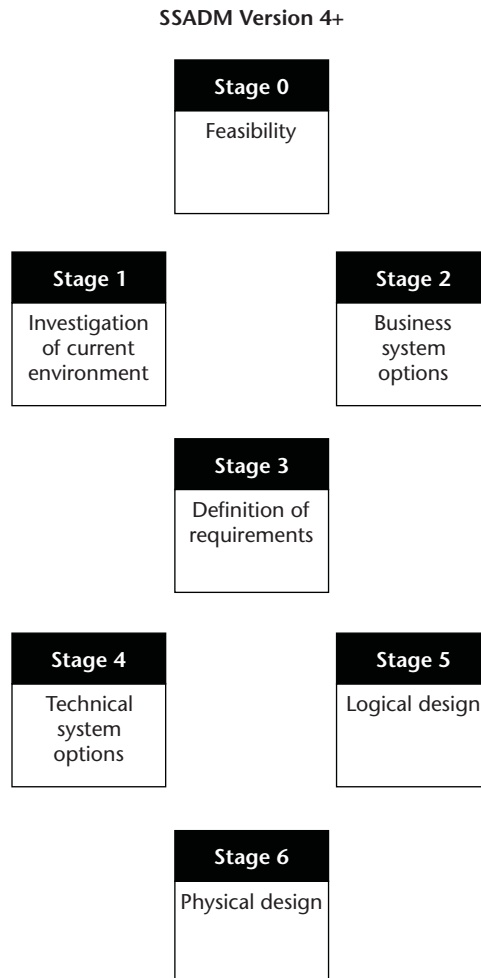 SSADM Version 4+
Stage 0
Feasibility
Stage 1
Investigation
of current
environment
Stage 2
Business
system
options
Stage 3
Definition of
requirements
Stage 4
Technical
system
options
Stage 5
Logical design
Stage 6
Physical design